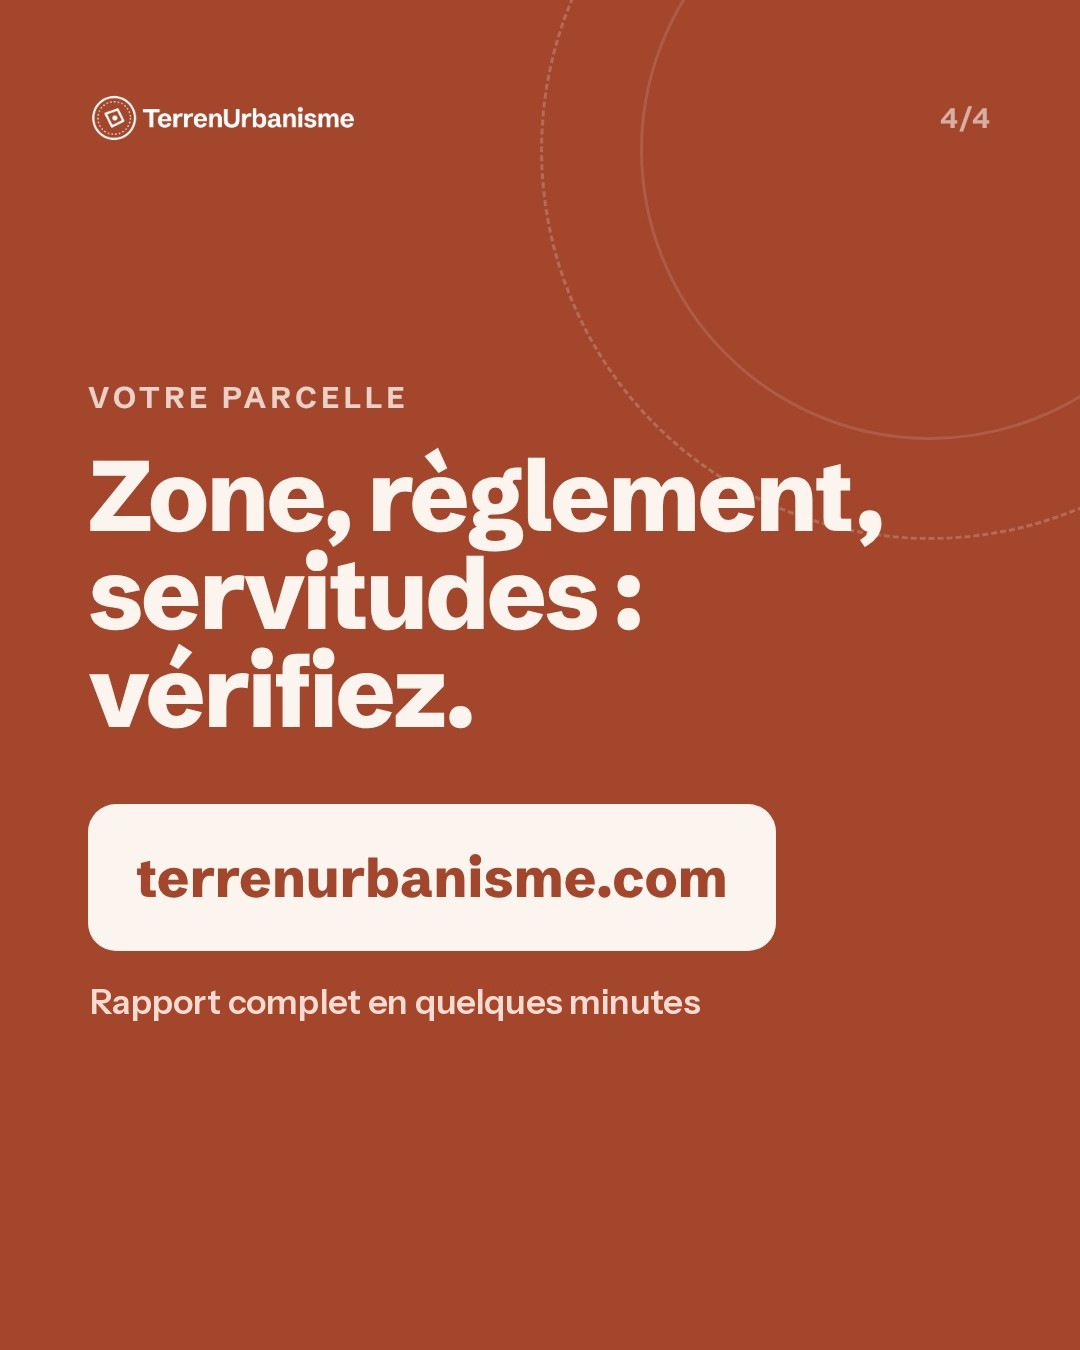 TerrenUrbanisme
4/4
VOTRE PARCELLE
Zone, règlement,
servitudes :
vérifiez.
terrenurbanisme.com
Rapport complet en quelques minutes